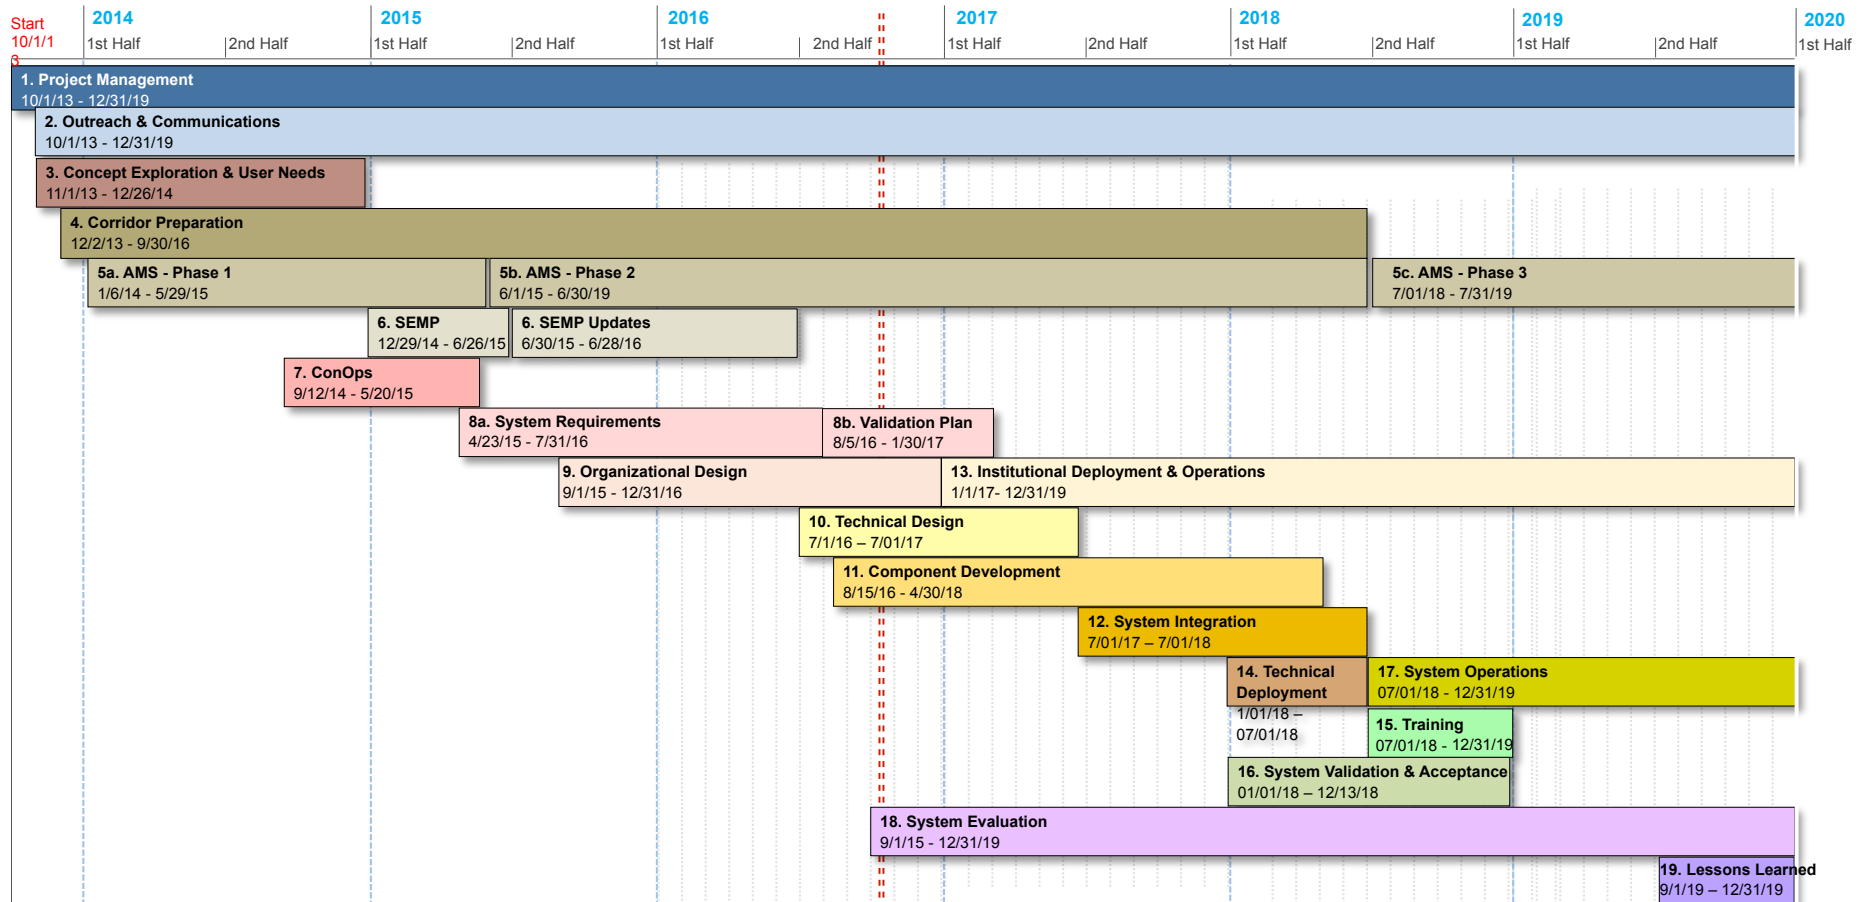 Start
10/1/1
3
2014
2015
2016
2017
2018
2019
2020
1st Half
2nd Half
1st Half
2nd Half
1st Half
2nd Half
1st Half
2nd Half
1st Half
2nd Half
1st Half
2nd Half
1st Half
1. Project Management
10/1/13 - 12/31/19
2. Outreach & Communications
10/1/13 - 12/31/19
3. Concept Exploration & User Needs
11/1/13 - 12/26/14
4. Corridor Preparation
12/2/13 - 9/30/16
5a. AMS - Phase 1
1/6/14 - 5/29/15
5b. AMS - Phase 2
6/1/15 - 6/30/19
5c. AMS - Phase 3
7/01/18 - 7/31/19
6. SEMP
12/29/14 - 6/26/15
6. SEMP Updates
6/30/15 - 6/28/16
7. ConOps
9/12/14 - 5/20/15
8a. System Requirements
4/23/15 - 7/31/16
8b. Validation Plan
8/5/16 - 1/30/17
9. Organizational Design
9/1/15 - 12/31/16
13. Institutional Deployment & Operations
1/1/17- 12/31/19
10. Technical Design
7/1/16 – 7/01/17
11. Component Development
8/15/16 - 4/30/18
12. System Integration
7/01/17 – 7/01/18
14. Technical
Deployment
1/01/18 –
07/01/18
17. System Operations
07/01/18 - 12/31/19
15. Training
07/01/18 - 12/31/19
16. System Validation & Acceptance
01/01/18 – 12/13/18
18. System Evaluation
9/1/15 - 12/31/19
19. Lessons Learned
9/1/19 – 12/31/19